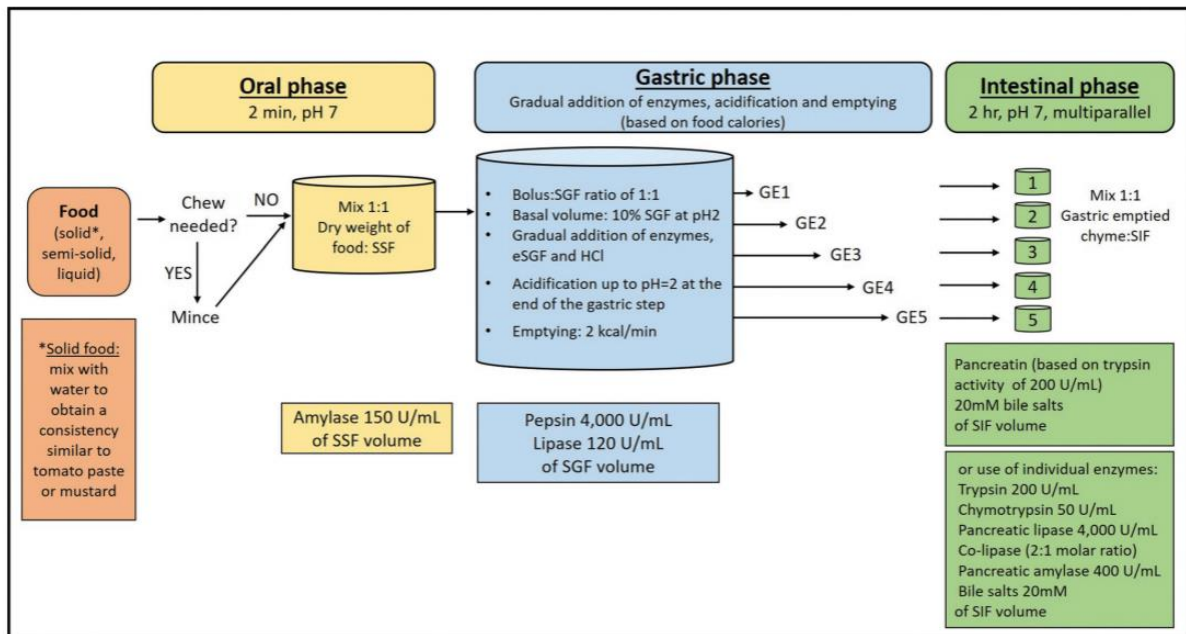 Oral phase
2 min, pH 7
Gastric phase
Gradual addition of enzymes, acidification and emptying
(based on food calories)
Intestinal phase
2 hr, pH 7, multiparallel
Food
(solid*,
semi-solid,
liquid)
Chew
needed?
NO
YES
Mince
Mix 1:1
Dry weight of
food: SSF
• Bolus:SGF ratio of 1:1
• Basal volume: 10% SGF at pH2
• Gradual addition of enzymes,
eSGF and HCl
• Acidification up to pH=2 at the
end of the gastric step
• Emptying: 2 kcal/min
GE1
GE2
GE3
GE4
GE5
1
2
3
4
5
Mix 1:1
Gastric emptied
chyme:SIF
*Solid food:
mix with
water to
obtain a
consistency
similar to
tomato paste
or mustard
Amylase 150 U/mL
of SSF volume
Pepsin 4,000 U/mL
Lipase 120 U/mL
of SGF volume
Pancreatin (based on trypsin
activity of 200 U/mL)
20mM bile salts
of SIF volume
or use of individual enzymes:
Trypsin 200 U/mL
Chymotrypsin 50 U/mL
Pancreatic lipase 4,000 U/mL
Co-lipase (2:1 molar ratio)
Pancreatic amylase 400 U/mL
Bile salts 20mM
of SIF volume